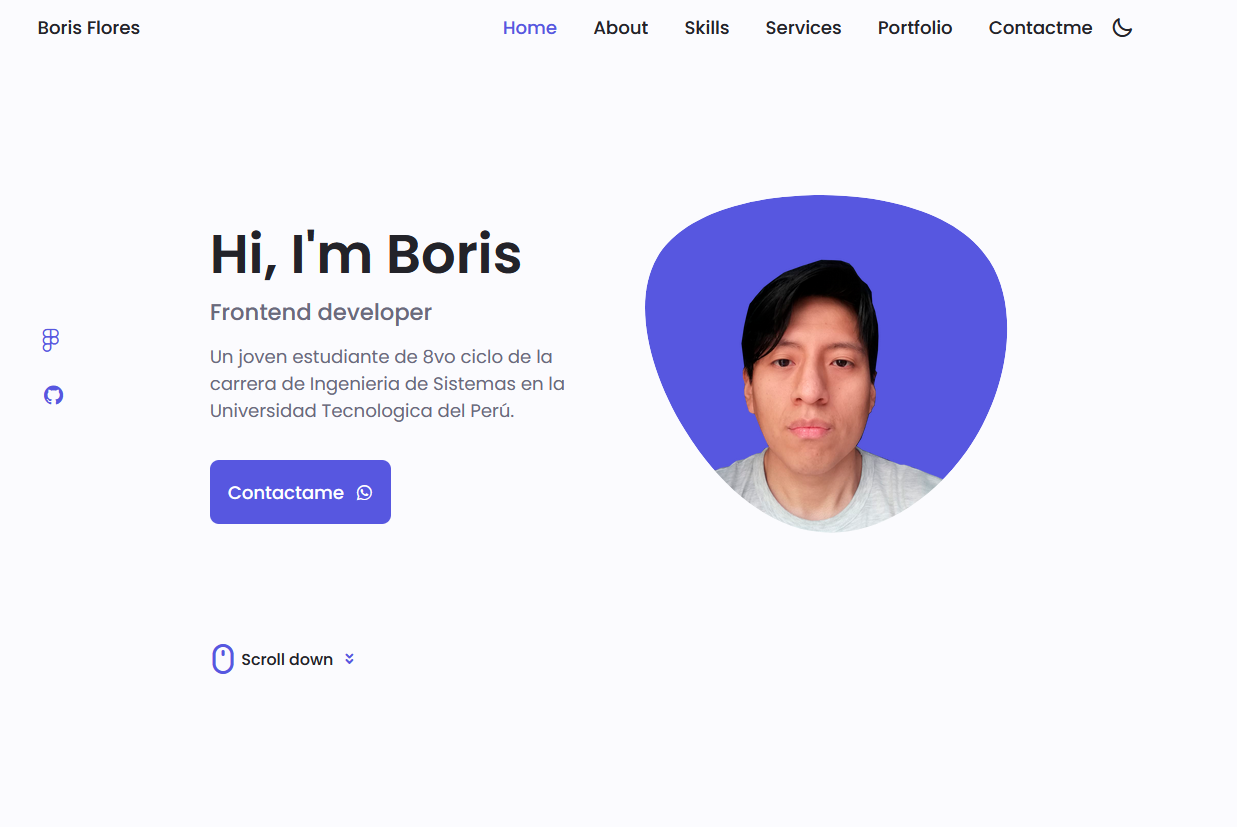 Boris Flores
Home About Skills Services Portfolio Contactme
Hi, I'm Boris
Frontend developer
Un joven estudiante de 8vo ciclo de la
carrera de Ingenieria de Sistemas en la
Universidad Tecnologica del Perú.
Contactame
Scroll down